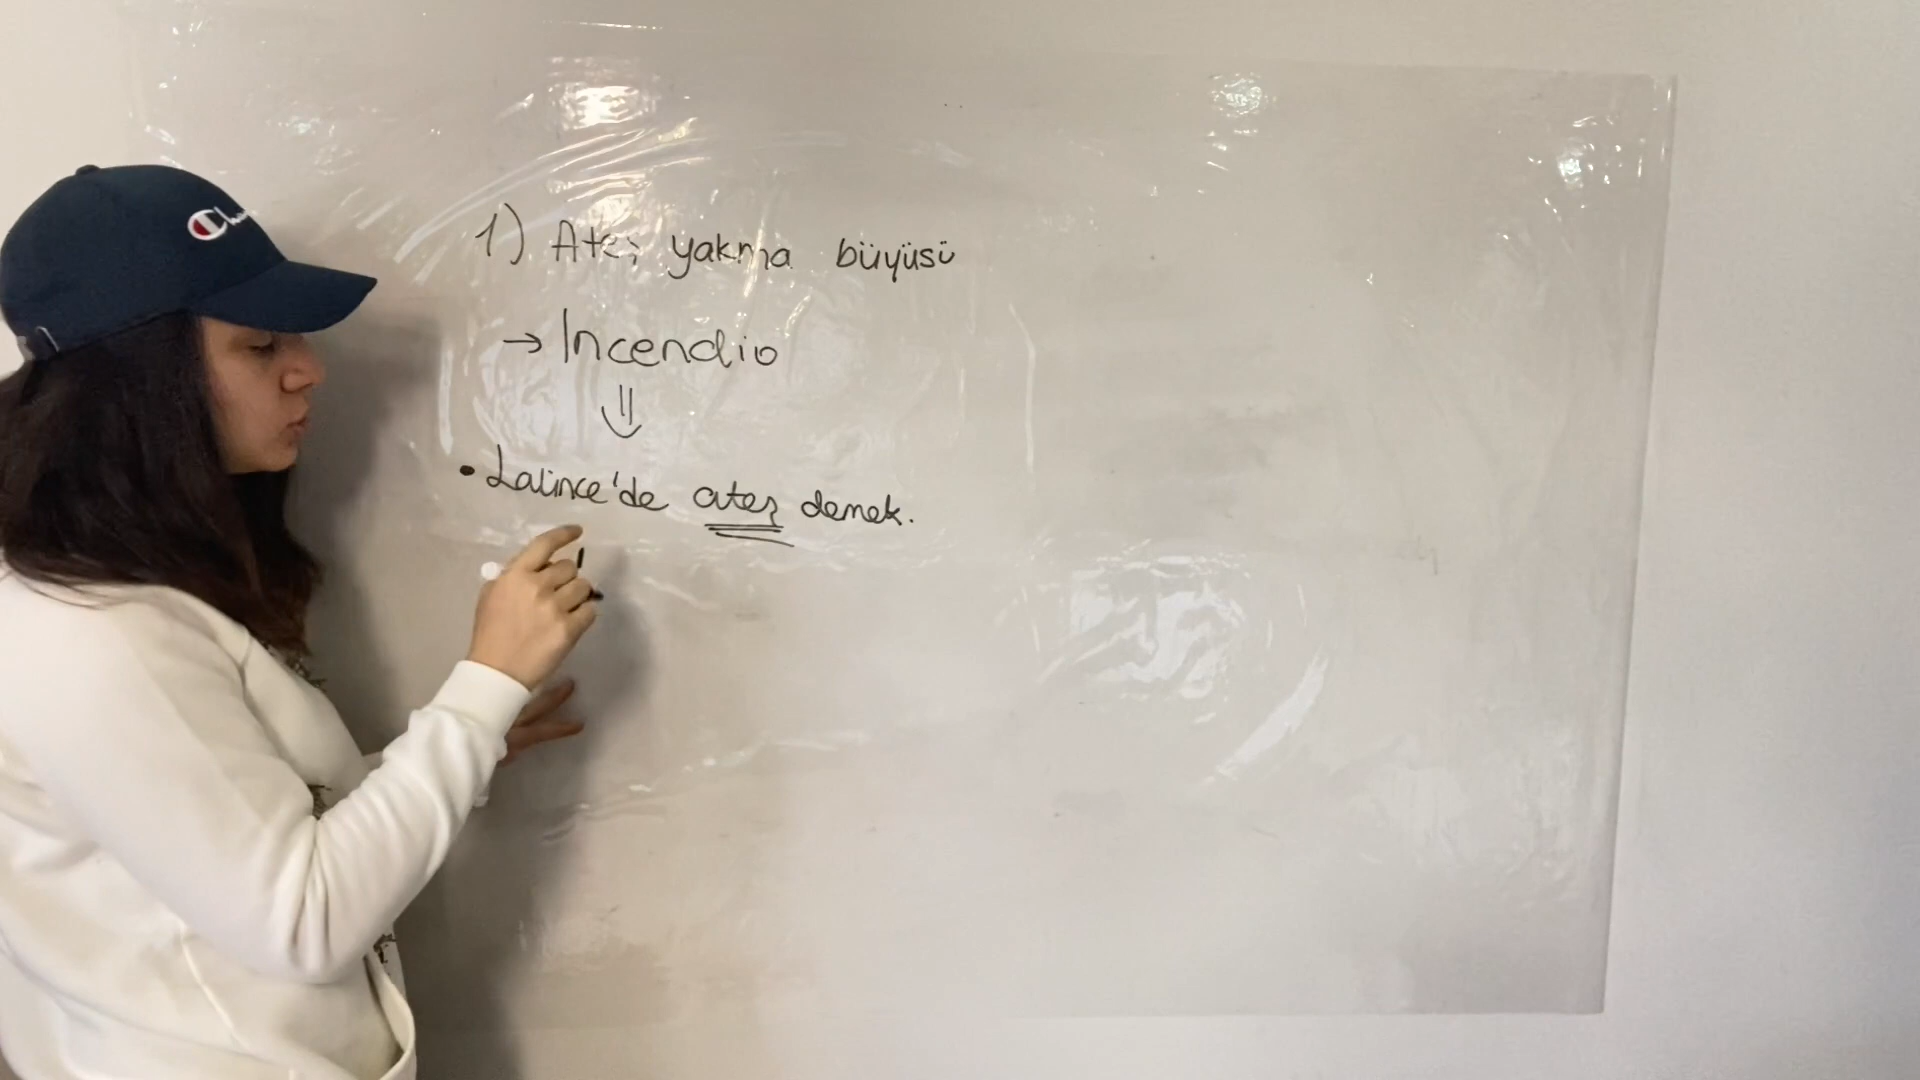 1) Ateş yakma büyüsü
→ Incendio
• Latince'de ateş demek.